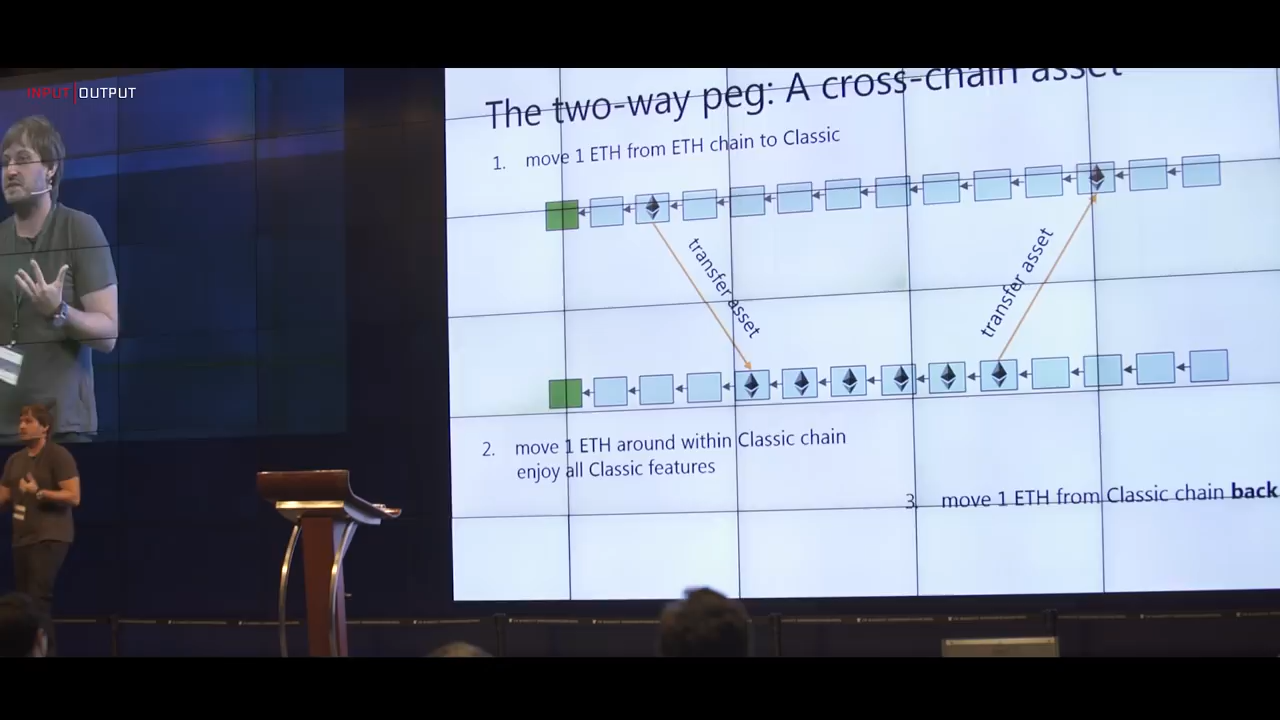 INPUT|OUTPUT
The two-way peg: A cross-chain asset
1. move 1 ETH from ETH chain to Classic
transfer asset
transfer asset
2. move 1 ETH around within Classic chain
enjoy all Classic features
3. move 1 ETH from Classic chain back